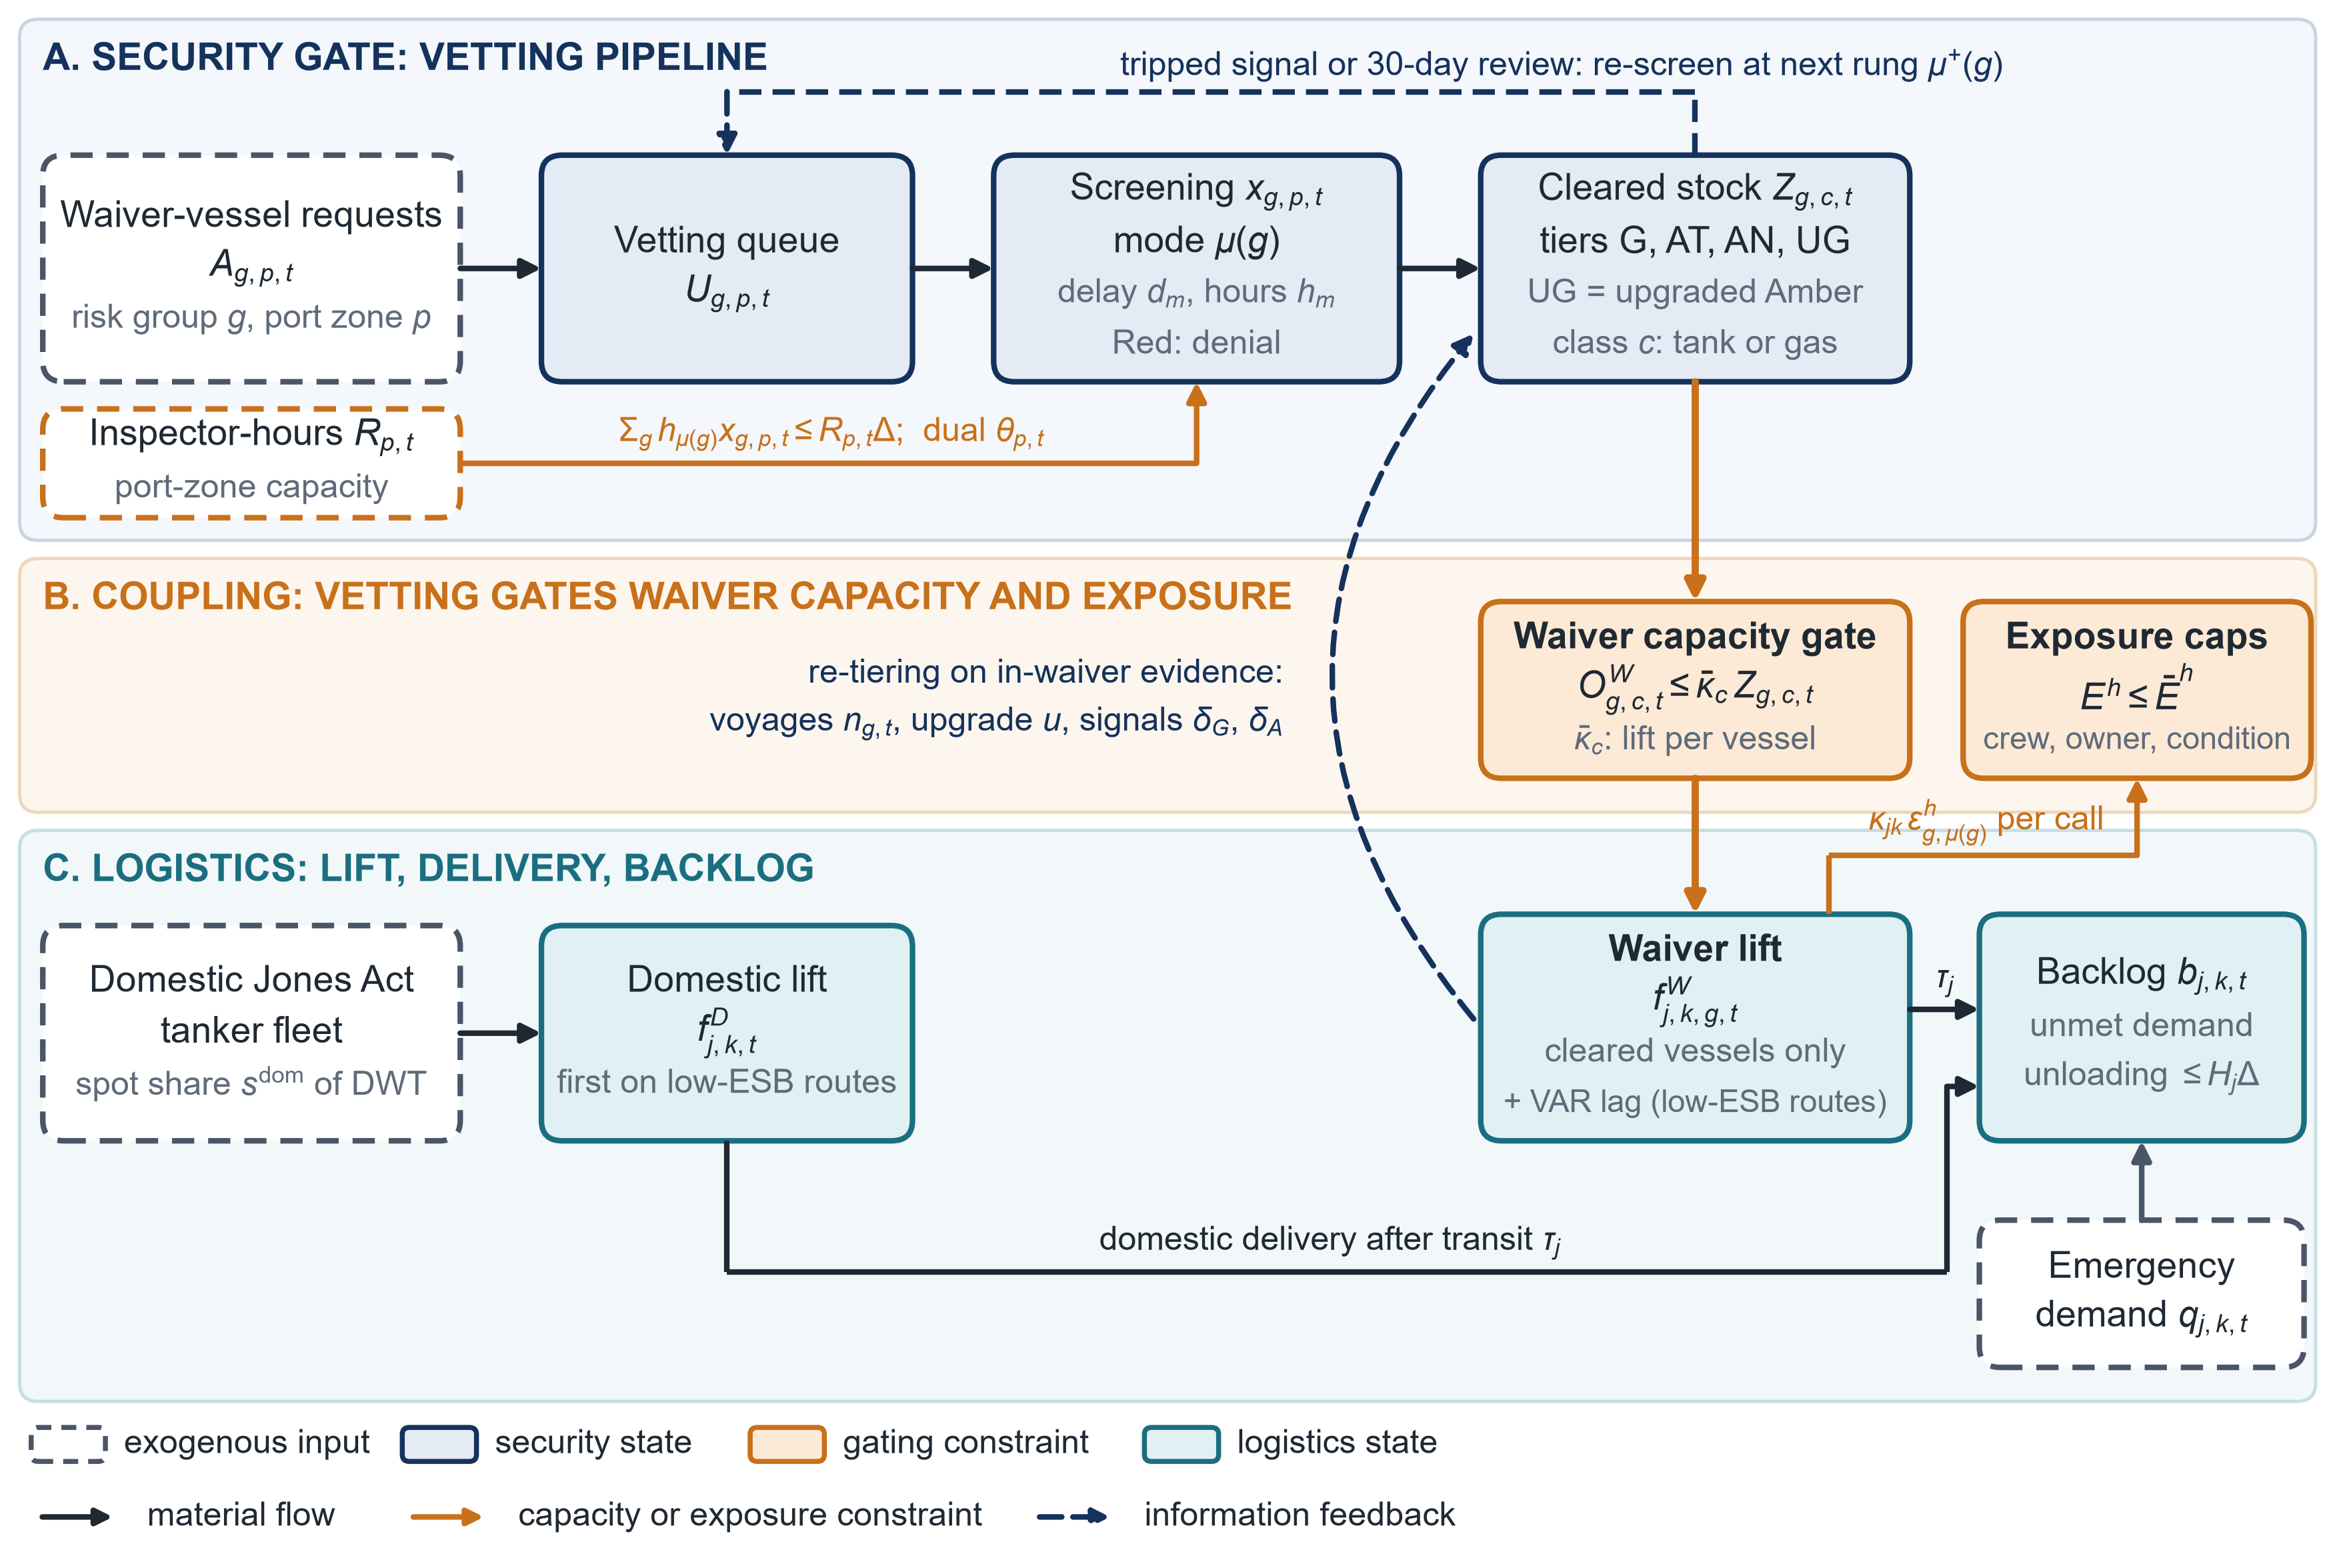 A. SECURITY GATE: VETTING PIPELINE
tripped signal or 30-day review: re-screen at next rung μ⁺(g)
Waiver-vessel requests
A_{g, p, t}
risk group g, port zone p
Vetting queue
U_{g, p, t}
Screening x_{g, p, t}
mode μ(g)
delay d_m, hours h_m
Red: denial
Cleared stock Z_{g, c, t}
tiers G, AT, AN, UG
UG = upgraded Amber
class c: tank or gas
Inspector-hours R_{p, t}
port-zone capacity
Σ_g h_{μ(g)} x_{g, p, t} ≤ R_{p, t}Δ; dual θ_{p, t}
B. COUPLING: VETTING GATES WAIVER CAPACITY AND EXPOSURE
re-tiering on in-waiver evidence:
voyages n_{g, t}, upgrade u, signals δ_G, δ_A
Waiver capacity gate
O^W_{g, c, t} ≤ κ̄_c Z_{g, c, t}
κ̄_c: lift per vessel
Exposure caps
E^h ≤ Ē^h
crew, owner, condition
κ_{jk} ε^h_{g, μ(g)} per call
C. LOGISTICS: LIFT, DELIVERY, BACKLOG
Domestic Jones Act
tanker fleet
spot share s^{dom} of DWT
Domestic lift
f^D_{j, k, t}
first on low-ESB routes
Waiver lift
f^W_{j, k, g, t}
cleared vessels only
+ VAR lag (low-ESB routes)
τ_j
Backlog b_{j, k, t}
unmet demand
unloading ≤ H_jΔ
domestic delivery after transit τ_j
Emergency
demand q_{j, k, t}
exogenous input
security state
gating constraint
logistics state
material flow
capacity or exposure constraint
information feedback